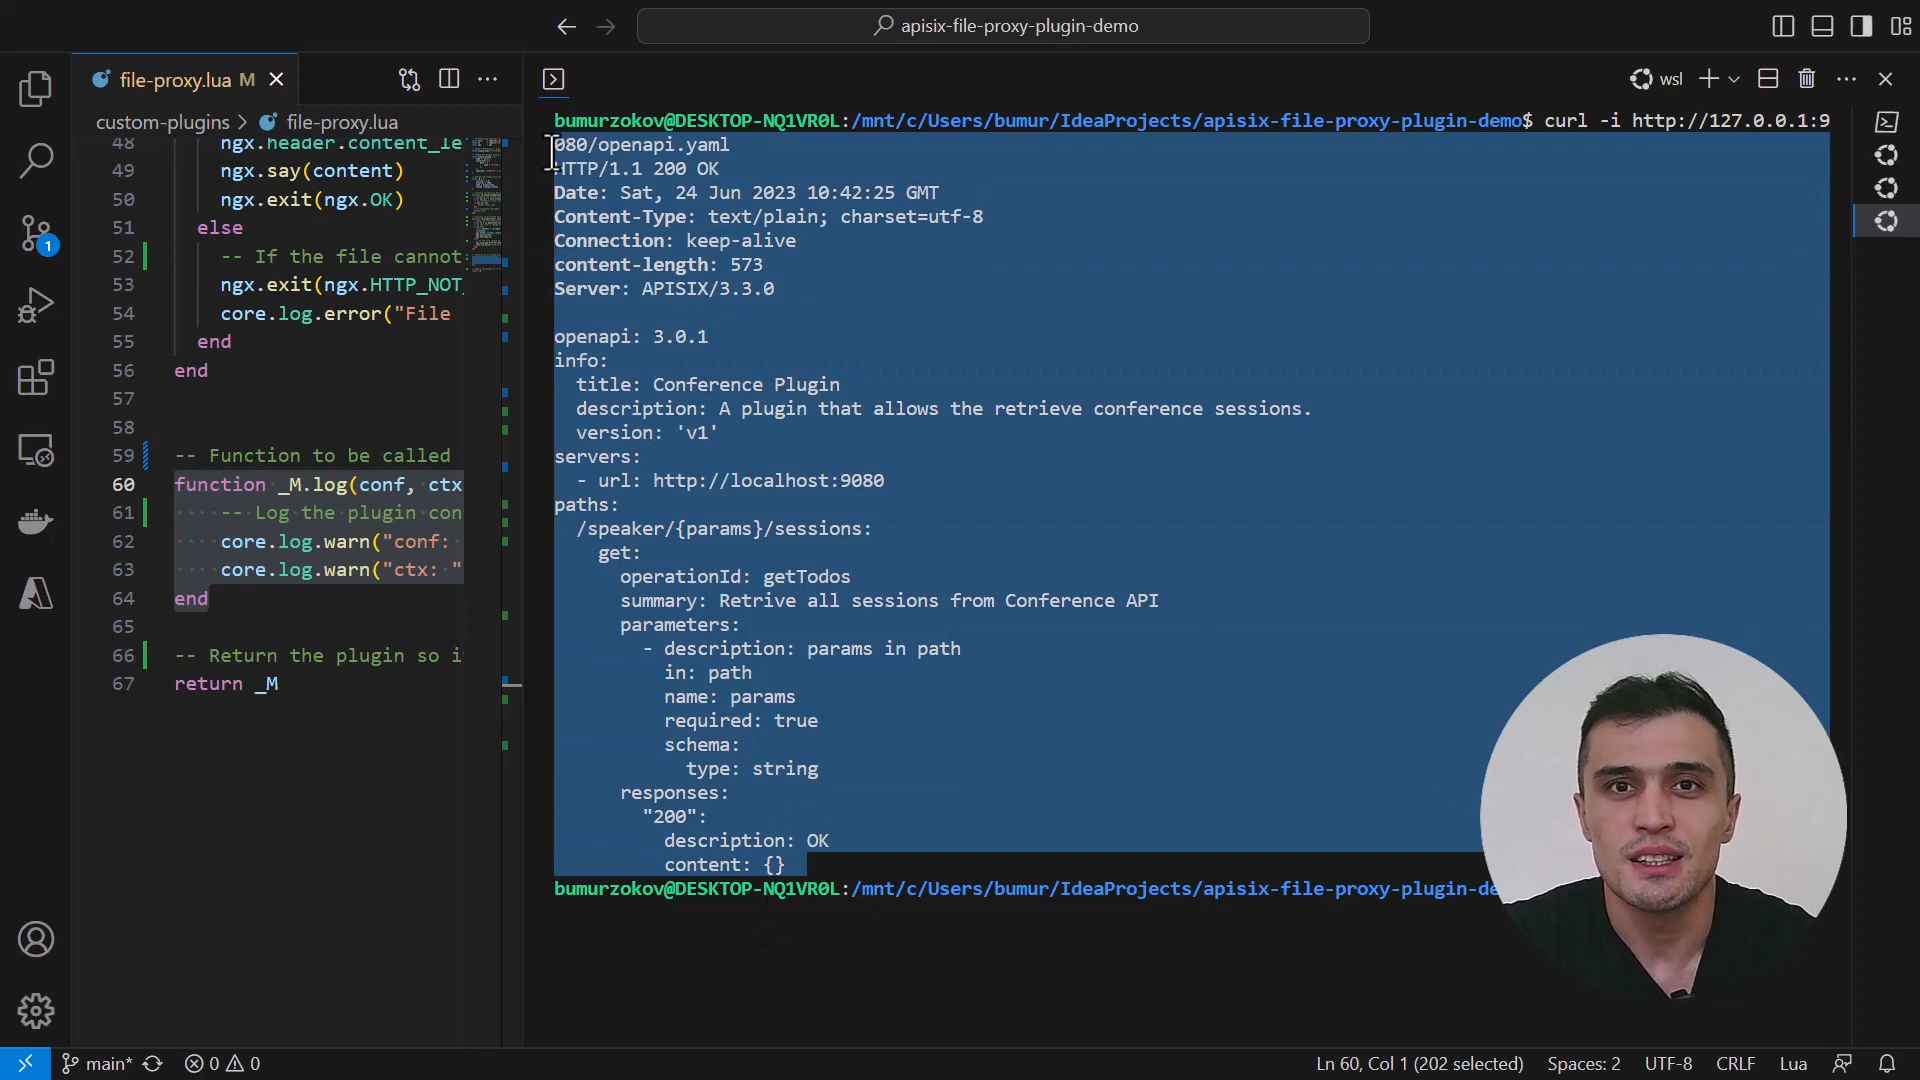 apisix-file-proxy-plugin-demo
file-proxy.lua M
wsl
custom-plugins > file-proxy.lua
48 ngx.header.content_le
49 ngx.say(content)
50 ngx.exit(ngx.OK)
51 else
52 -- If the file cannot
53 ngx.exit(ngx.HTTP_NOT_
54 core.log.error("File
55 end
56 end
57
58
59 -- Function to be called
60 function _M.log(conf, ctx
61 -- Log the plugin con
62 core.log.warn("conf:
63 core.log.warn("ctx: "
64 end
65
66 -- Return the plugin so i
67 return _M
1
bumurzokov@DESKTOP-NQ1VR0L:/mnt/c/Users/bumur/IdeaProjects/apisix-file-proxy-plugin-demo$ curl -i http://127.0.0.1:9
080/openapi.yaml
HTTP/1.1 200 OK
Date: Sat, 24 Jun 2023 10:42:25 GMT
Content-Type: text/plain; charset=utf-8
Connection: keep-alive
content-length: 573
Server: APISIX/3.3.0

openapi: 3.0.1
info:
  title: Conference Plugin
  description: A plugin that allows the retrieve conference sessions.
  version: 'v1'
servers:
  - url: http://localhost:9080
paths:
  /speaker/{params}/sessions:
    get:
      operationId: getTodos
      summary: Retrive all sessions from Conference API
      parameters:
        - description: params in path
          in: path
          name: params
          required: true
          schema:
            type: string
      responses:
        "200":
          description: OK
          content: {}
bumurzokov@DESKTOP-NQ1VR0L:/mnt/c/Users/bumur/IdeaProjects/apisix-file-proxy-plugin-de
main* 0 0
Ln 60, Col 1 (202 selected) Spaces: 2 UTF-8 CRLF Lua